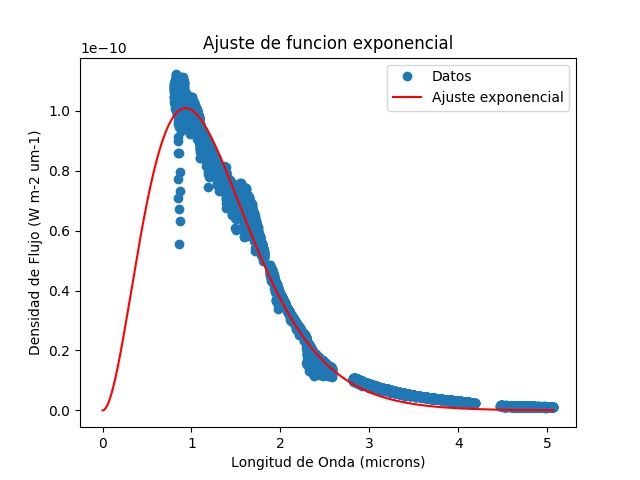 Ajuste de funcion exponencial
1e−10
Datos
Ajuste exponencial
Densidad de Flujo (W m-2 um-1)
1.0
0.8
0.6
0.4
0.2
0.0
0 1 2 3 4 5
Longitud de Onda (microns)